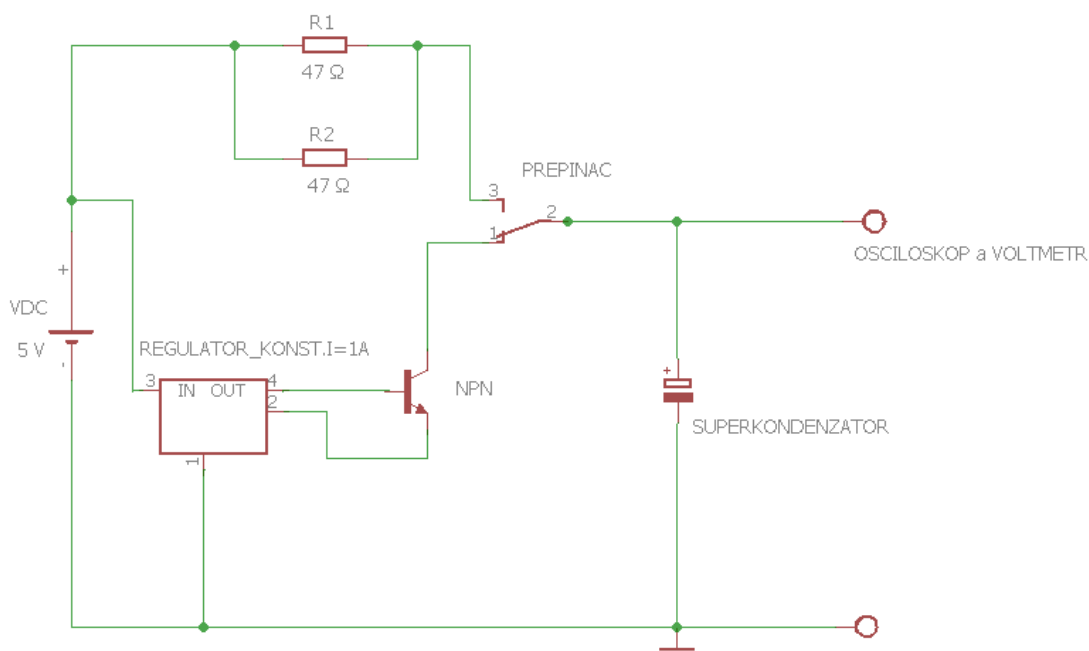 R1
47 Ω
R2
47 Ω
PREPINAC
3
2
1
OSCILOSKOP a VOLTMETR
+
VDC
5 V
-
REGULATOR_KONST.I=1A
3
IN OUT
4
2
1
NPN
+
SUPERKONDENZATOR